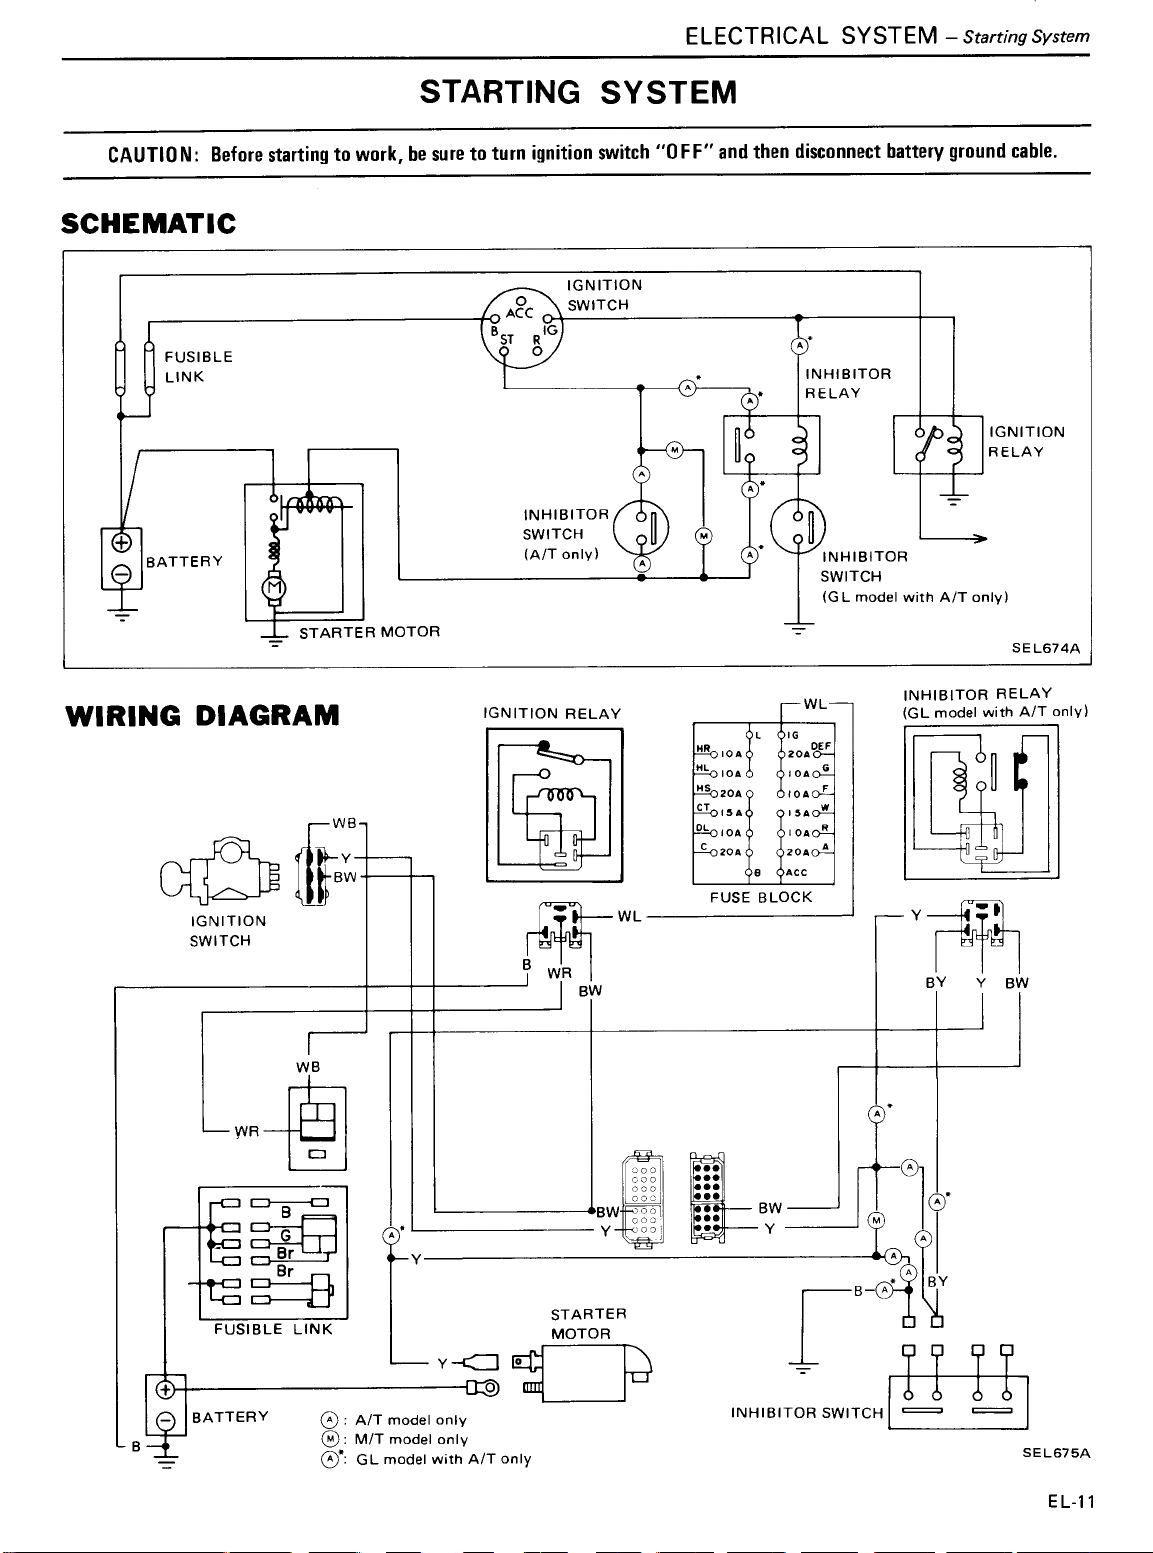 ELECTRICAL SYSTEM – Starting System
STARTING SYSTEM
CAUTION: Before starting to work, be sure to turn ignition switch "OFF" and then disconnect battery ground cable.
SCHEMATIC
IGNITION
SWITCH
ACC
B
IG
ST
R
FUSIBLE
LINK
A*
INHIBITOR
RELAY
A*
A*
IGNITION
RELAY
M
A
A*
INHIBITOR
SWITCH
(A/T only)
M
A
A*
BATTERY
M
INHIBITOR
SWITCH
(GL model with A/T only)
STARTER MOTOR
SEL674A
WIRING DIAGRAM
IGNITION RELAY
WL
INHIBITOR RELAY
(GL model with A/T only)
L
IG
HR 10A
20A DEF
HL 10A
10A G
HS 20A
10A F
CT 15A
15A W
DL 10A
10A R
C 20A
20A A
B
ACC
FUSE BLOCK
WB
Y
BW
IGNITION
SWITCH
WL
Y
B
WR
BW
BY
Y
BW
WB
WR
A*
A
A*
BW
Y
BW
Y
M
A
A*
Y
A
A
B
A*
BY
B
G
Br
Br
FUSIBLE LINK
STARTER
MOTOR
Y
BATTERY
B
A : A/T model only
M : M/T model only
A*: GL model with A/T only
INHIBITOR SWITCH
SEL675A
EL-11